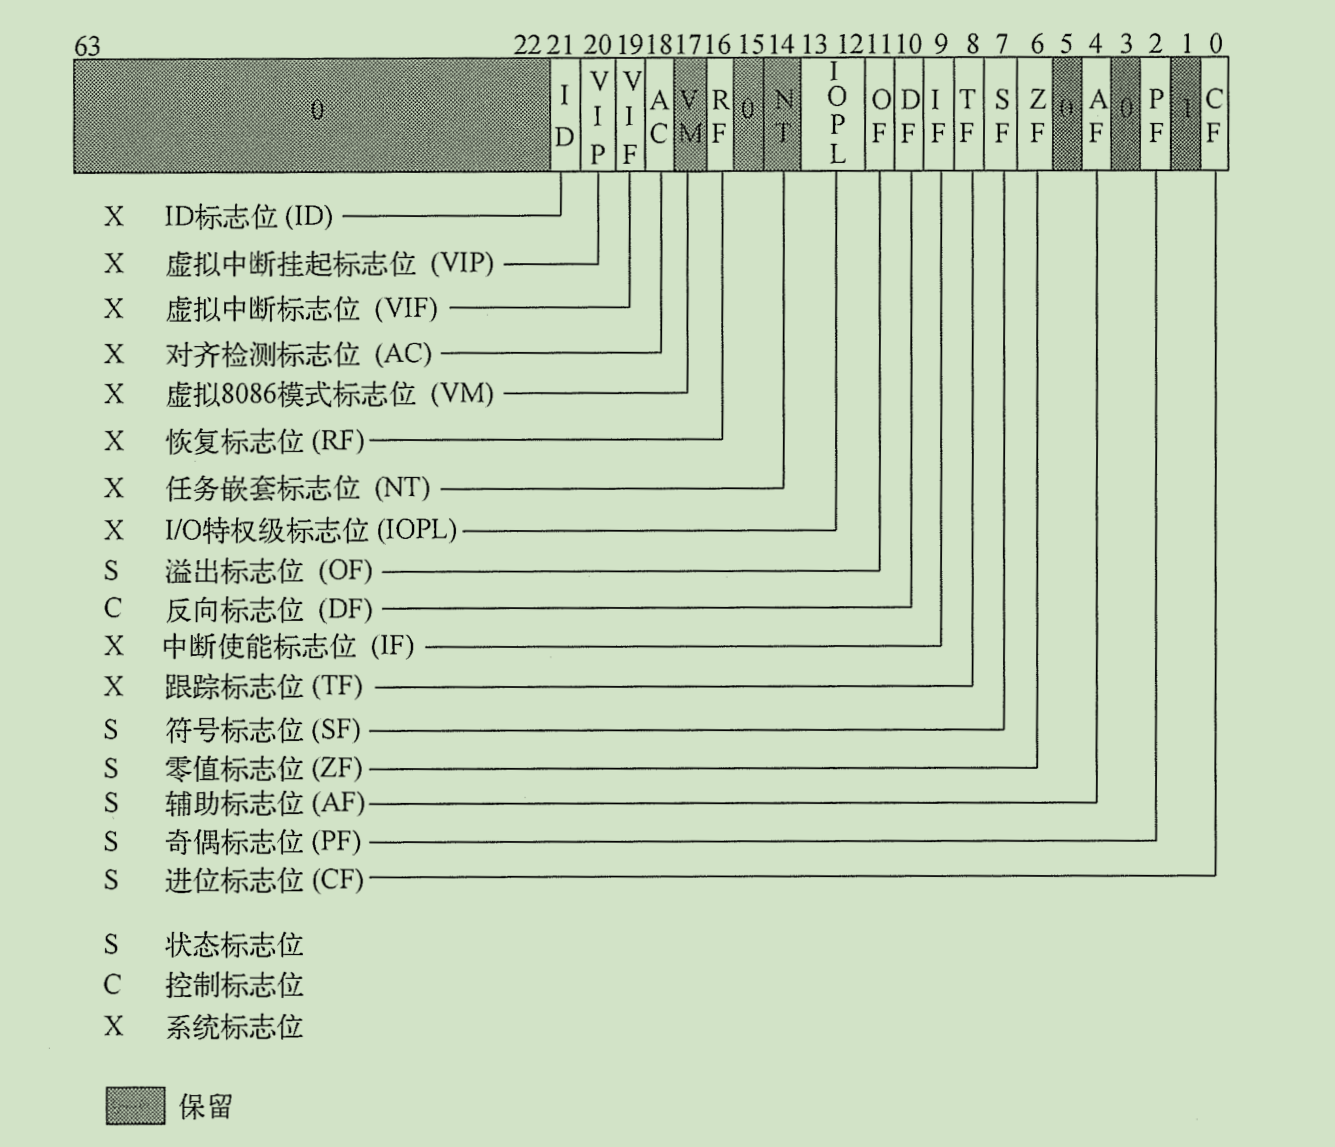 63 22 21 20 19 18 17 16 15 14 13 12 11 10 9 8 7 6 5 4 3 2 1 0
0 ID VIP VIF AC VM RF 0 NT IOPL OF DF IF TF SF ZF 0 AF 0 PF 1 CF
X ID标志位 (ID)
X 虚拟中断挂起标志位 (VIP)
X 虚拟中断标志位 (VIF)
X 对齐检测标志位 (AC)
X 虚拟8086模式标志位 (VM)
X 恢复标志位 (RF)
X 任务嵌套标志位 (NT)
X I/O特权级标志位 (IOPL)
S 溢出标志位 (OF)
C 反向标志位 (DF)
X 中断使能标志位 (IF)
X 跟踪标志位 (TF)
S 符号标志位 (SF)
S 零值标志位 (ZF)
S 辅助标志位 (AF)
S 奇偶标志位 (PF)
S 进位标志位 (CF)
S 状态标志位
C 控制标志位
X 系统标志位
保留